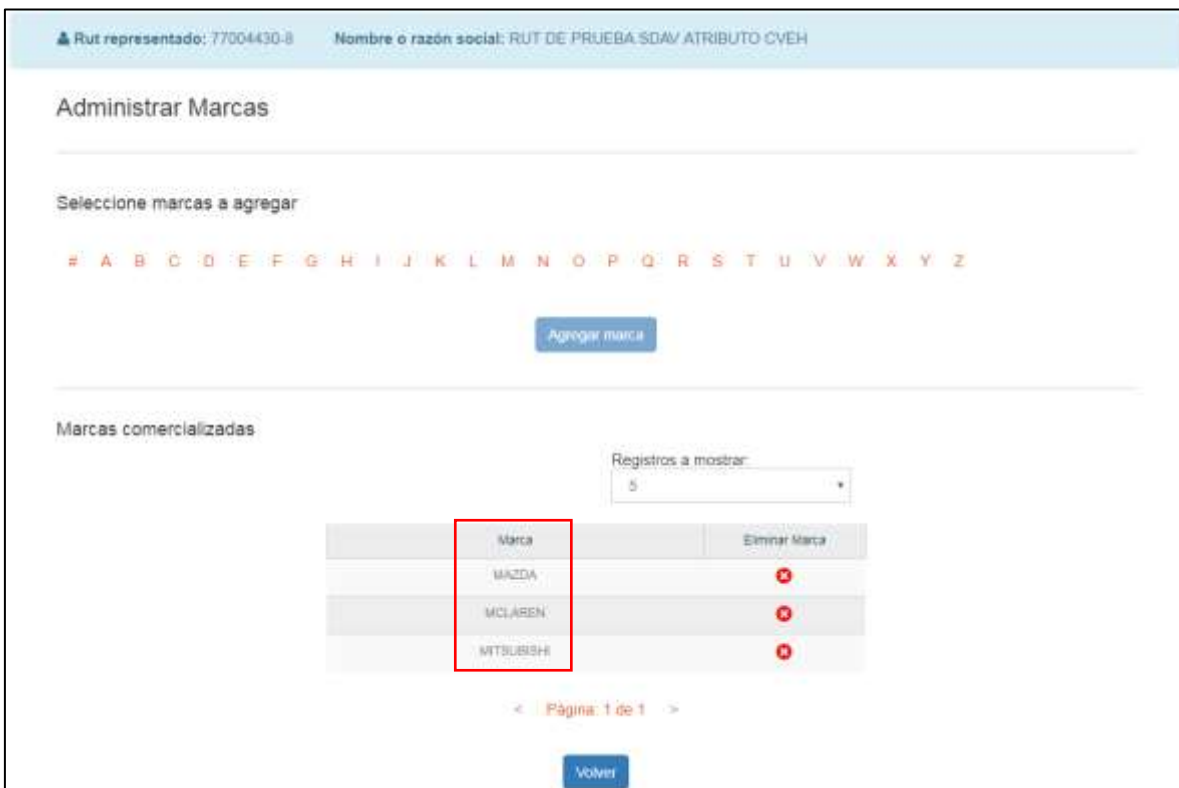 Rut representado: 77004430-8 Nombre o razón social: RUT DE PRUEBA SDAV ATRIBUTO CVEH
Administrar Marcas
Seleccione marcas a agregar
# A B C D E F G H I J K L M N O P Q R S T U V W X Y Z
Agregar marca
Marcas comercializadas
Registros a mostrar:
5
Marca Eliminar Marca
MAZDA
MCLAREN
MITSUBISHI
< Página: 1 de 1 >
Volver